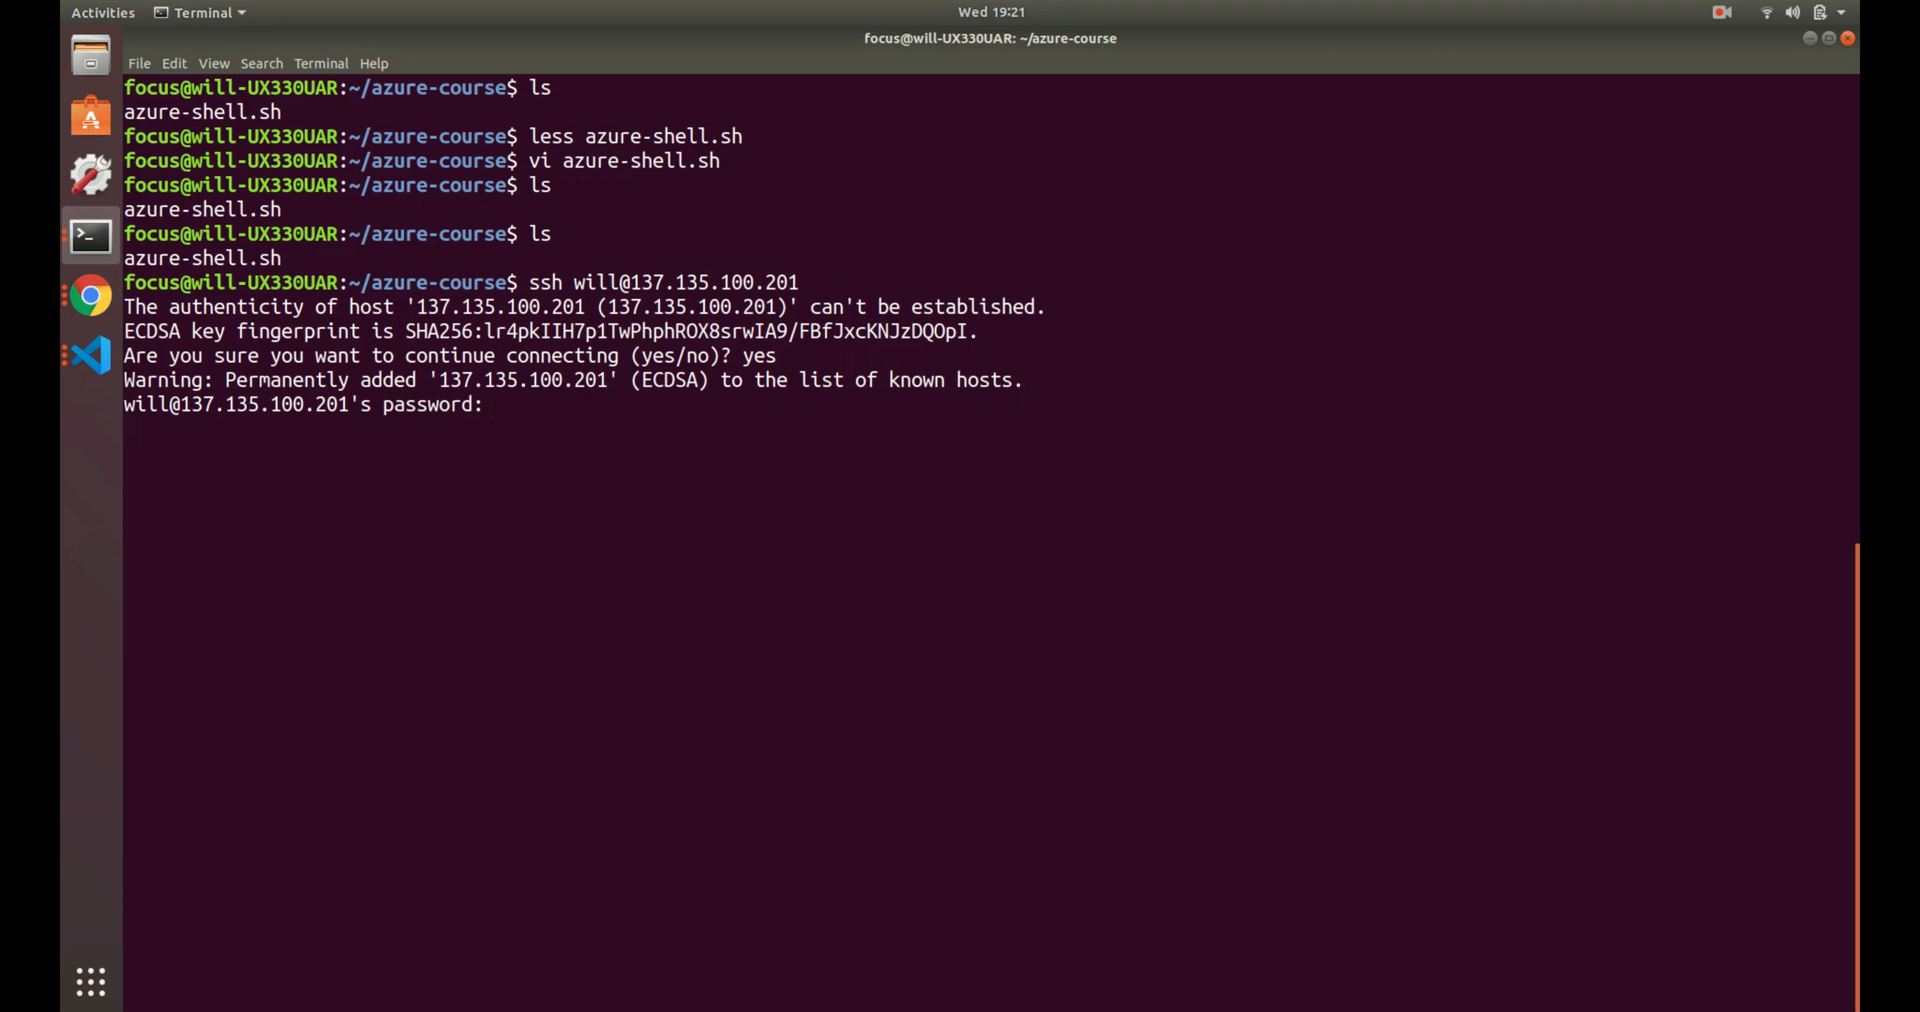 Activities Terminal Wed 19:21
focus@will-UX330UAR: ~/azure-course
File Edit View Search Terminal Help
focus@will-UX330UAR:~/azure-course$ ls
azure-shell.sh
focus@will-UX330UAR:~/azure-course$ less azure-shell.sh
focus@will-UX330UAR:~/azure-course$ vi azure-shell.sh
focus@will-UX330UAR:~/azure-course$ ls
azure-shell.sh
focus@will-UX330UAR:~/azure-course$ ls
azure-shell.sh
focus@will-UX330UAR:~/azure-course$ ssh will@137.135.100.201
The authenticity of host '137.135.100.201 (137.135.100.201)' can't be established.
ECDSA key fingerprint is SHA256:lr4pkIIH7p1TwPhphROX8srwIA9/FBfJxcKNJzDQOpI.
Are you sure you want to continue connecting (yes/no)? yes
Warning: Permanently added '137.135.100.201' (ECDSA) to the list of known hosts.
will@137.135.100.201's password: